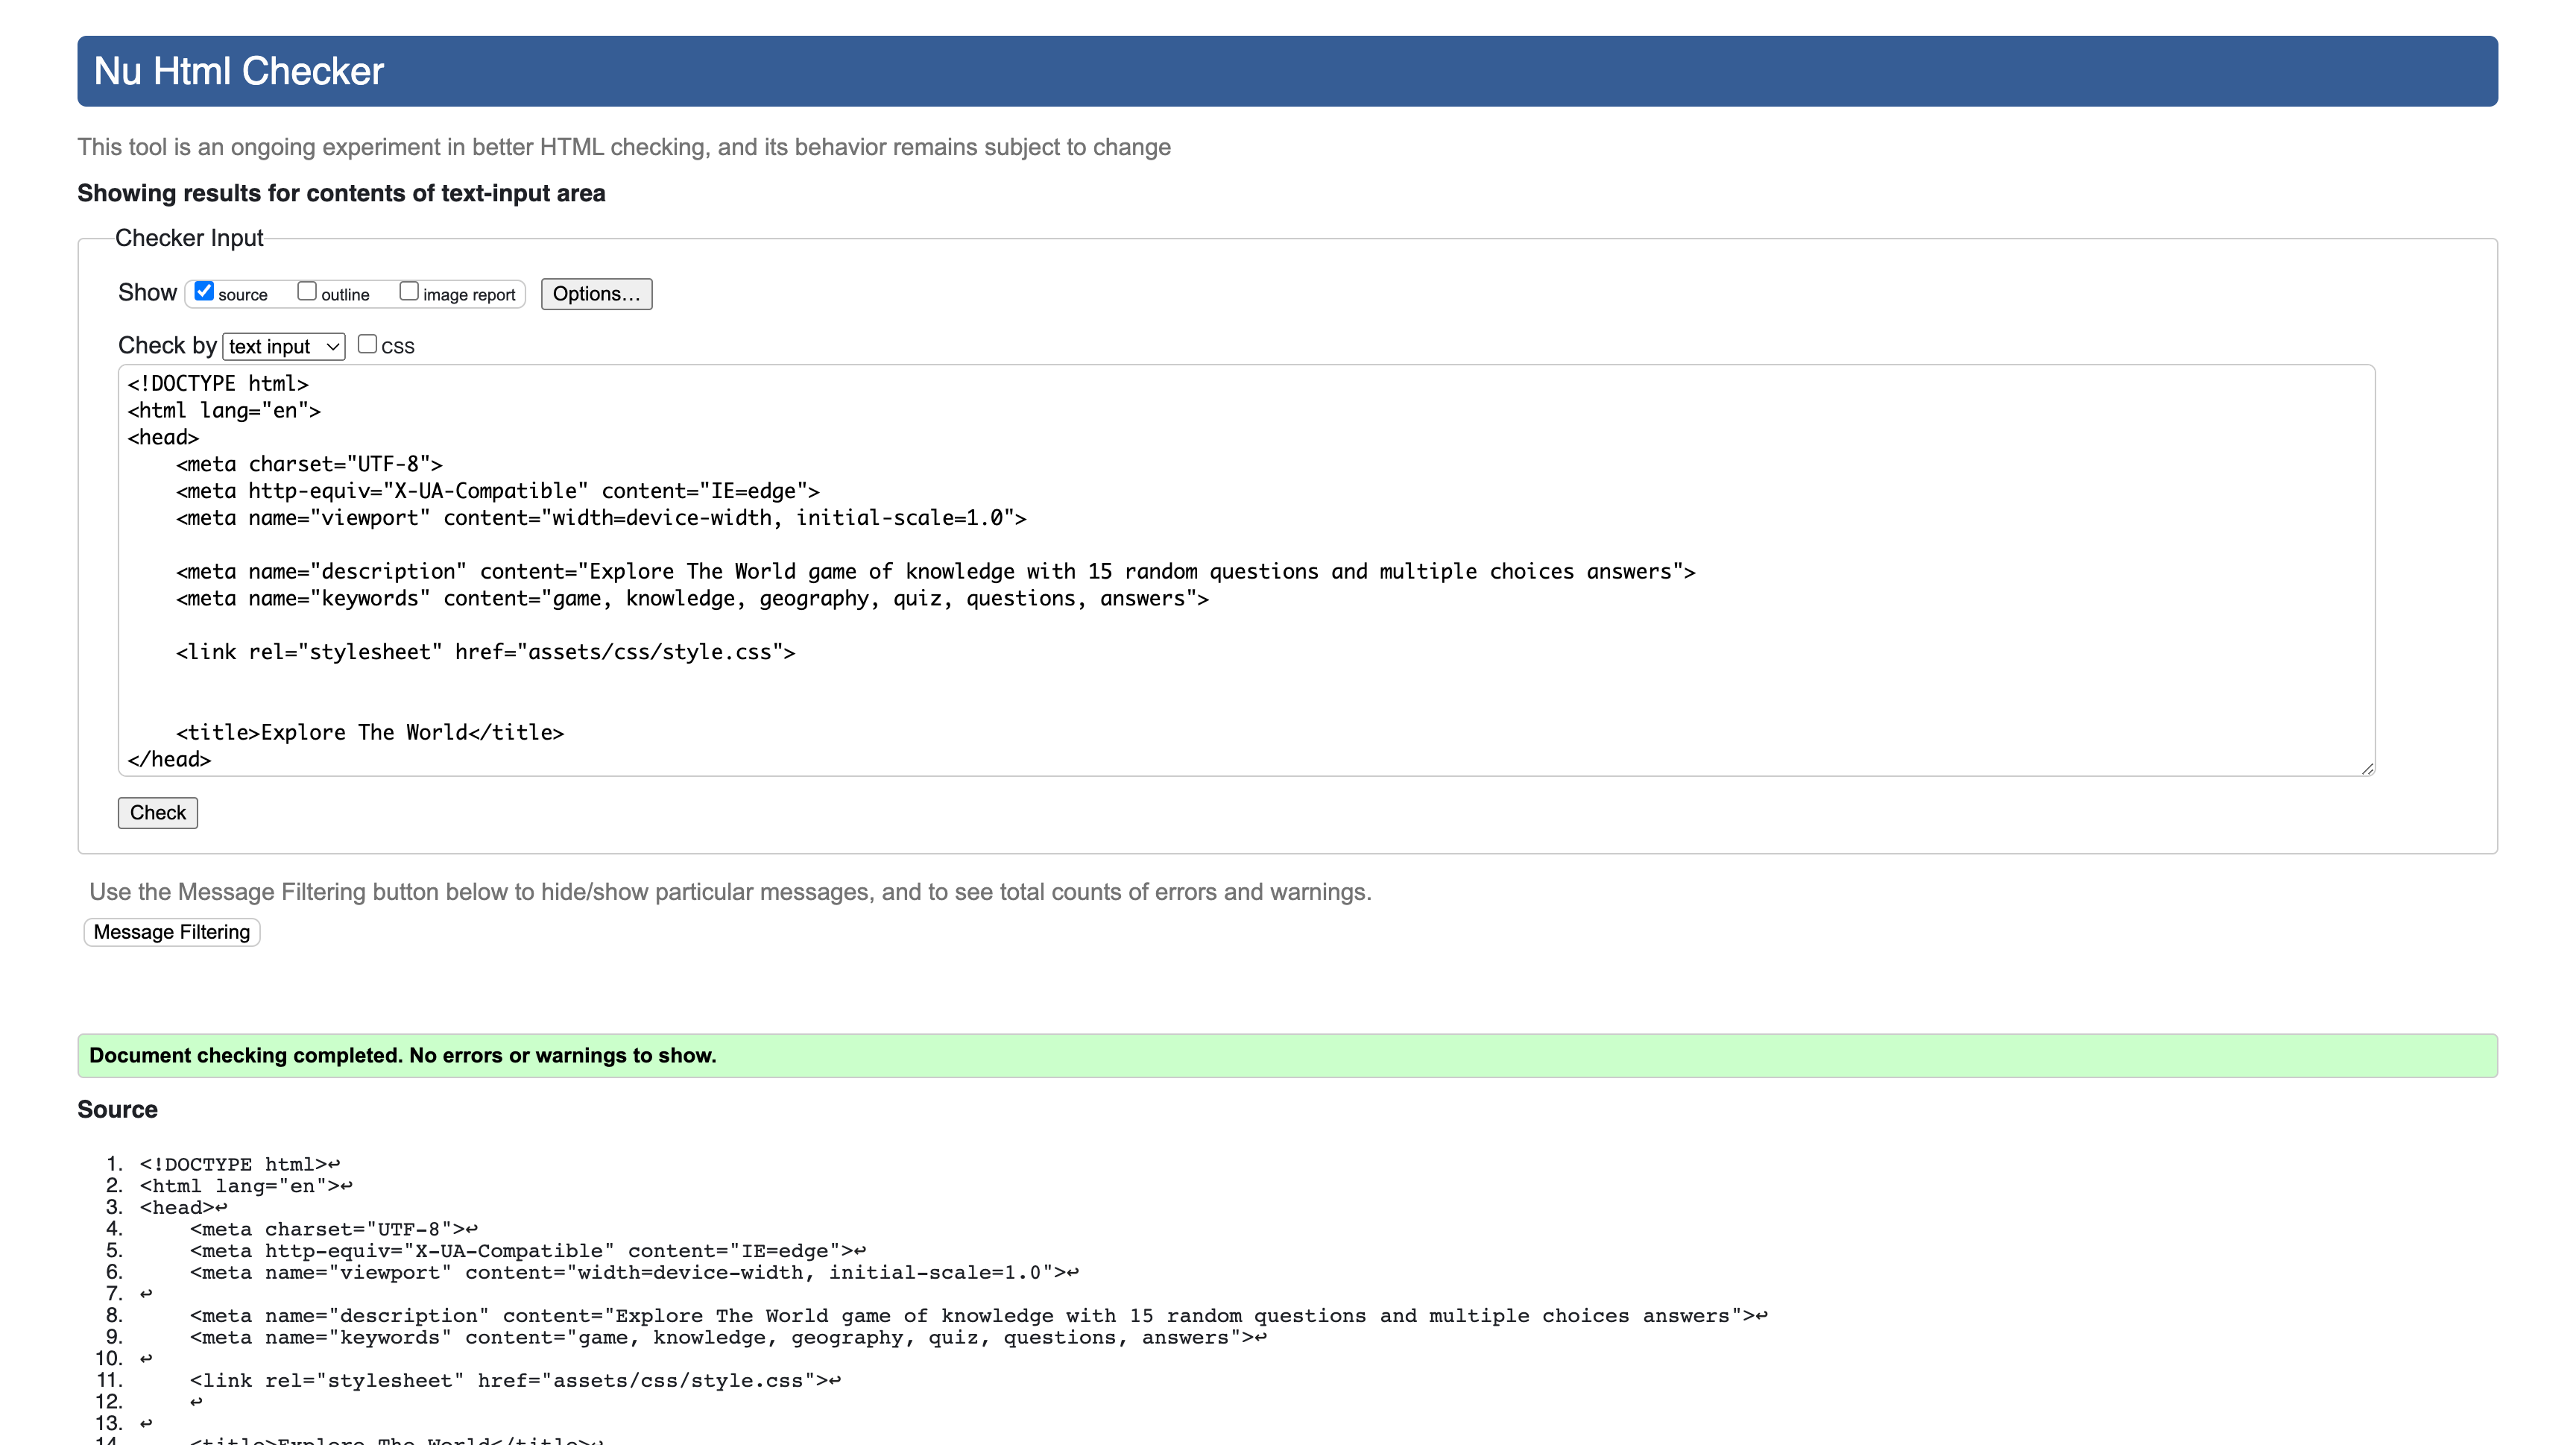 Nu Html Checker
This tool is an ongoing experiment in better HTML checking, and its behavior remains subject to change
Showing results for contents of text-input area
Checker Input
Show source outline image report Options...
Check by text input CSS
<!DOCTYPE html>
<html lang="en">
<head>
    <meta charset="UTF-8">
    <meta http-equiv="X-UA-Compatible" content="IE=edge">
    <meta name="viewport" content="width=device-width, initial-scale=1.0">
    <meta name="description" content="Explore The World game of knowledge with 15 random questions and multiple choices answers">
    <meta name="keywords" content="game, knowledge, geography, quiz, questions, answers">
    <link rel="stylesheet" href="assets/css/style.css">
    <title>Explore The World</title>
</head>
Check
Use the Message Filtering button below to hide/show particular messages, and to see total counts of errors and warnings.
Message Filtering
Document checking completed. No errors or warnings to show.
Source
1. <!DOCTYPE html>↩
2. <html lang="en">↩
3. <head>↩
4.     <meta charset="UTF-8">↩
5.     <meta http-equiv="X-UA-Compatible" content="IE=edge">↩
6.     <meta name="viewport" content="width=device-width, initial-scale=1.0">↩
7. ↩
8.     <meta name="description" content="Explore The World game of knowledge with 15 random questions and multiple choices answers">↩
9.     <meta name="keywords" content="game, knowledge, geography, quiz, questions, answers">↩
10. ↩
11.     <link rel="stylesheet" href="assets/css/style.css">↩
12.     ↩
13. ↩
14.     <title>Explore The World</title>↩